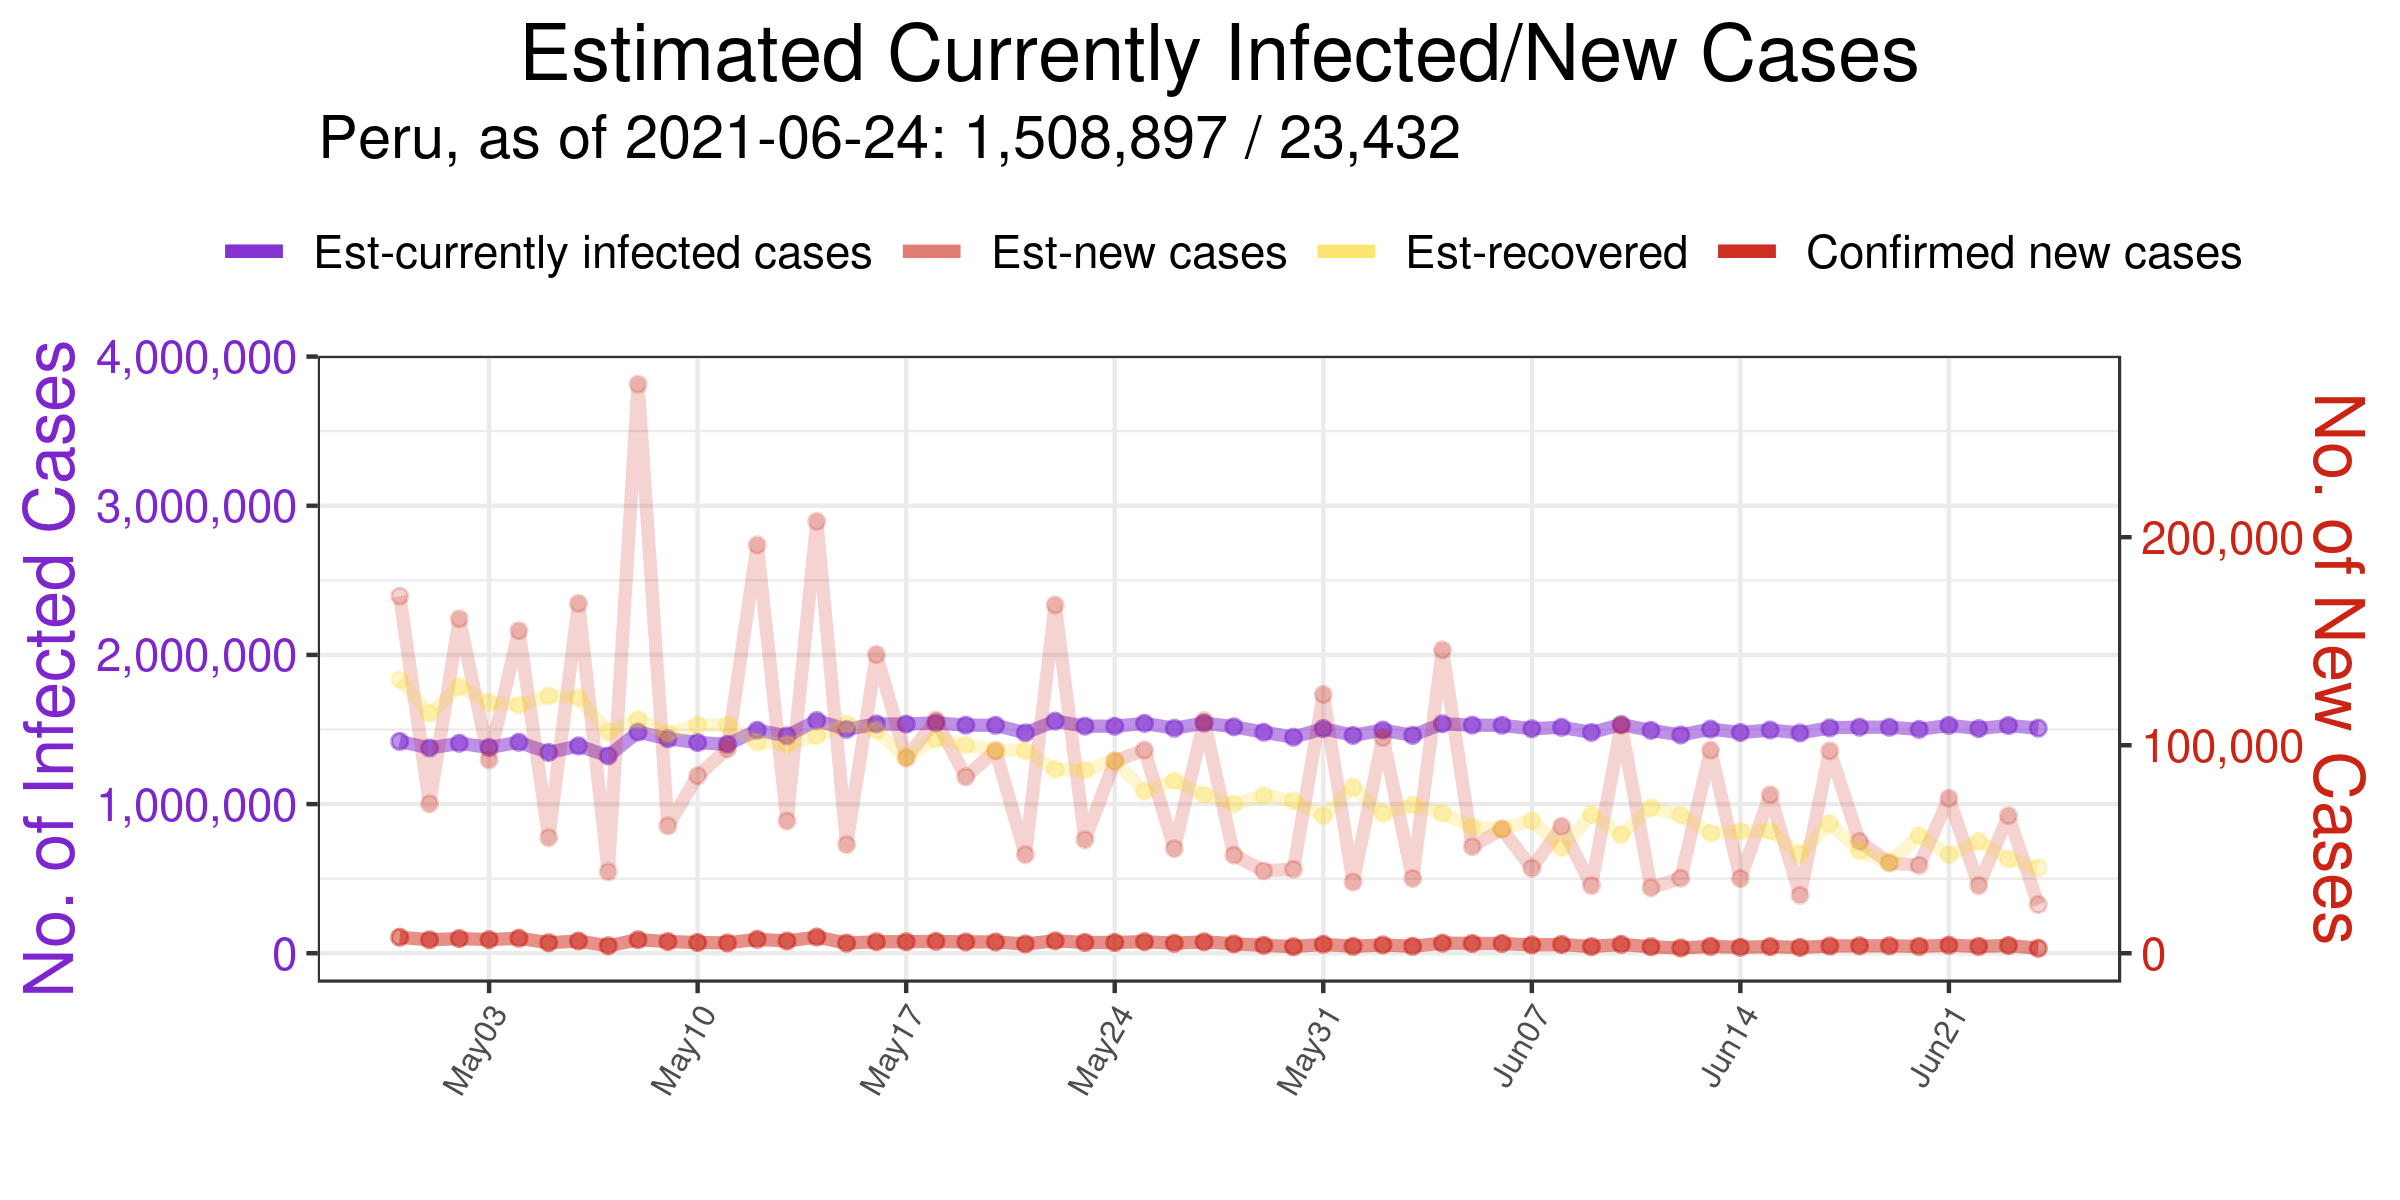 Estimated Currently Infected/New Cases
Peru, as of 2021-06-24: 1,508,897 / 23,432
Est-currently infected cases Est-new cases Est-recovered Confirmed new cases
No. of Infected Cases
4,000,000
3,000,000
2,000,000
1,000,000
0
No. of New Cases
200,000
100,000
0
May03 May10 May17 May24 May31 Jun07 Jun14 Jun21